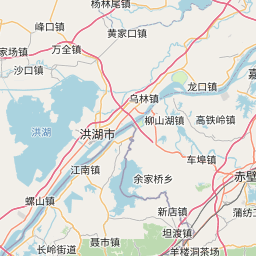 杨林尾镇
峰口镇
黄家口镇
万全镇
家场镇
沙口镇
龙口镇
乌林镇
柳山湖镇
高铁岭镇
洪湖
洪湖市
车埠镇
江南镇
余家桥乡
赤壁
螺山镇
新店镇
蒲纺工
聂市镇
坦渡镇
长岭街道
羊楼洞茶场